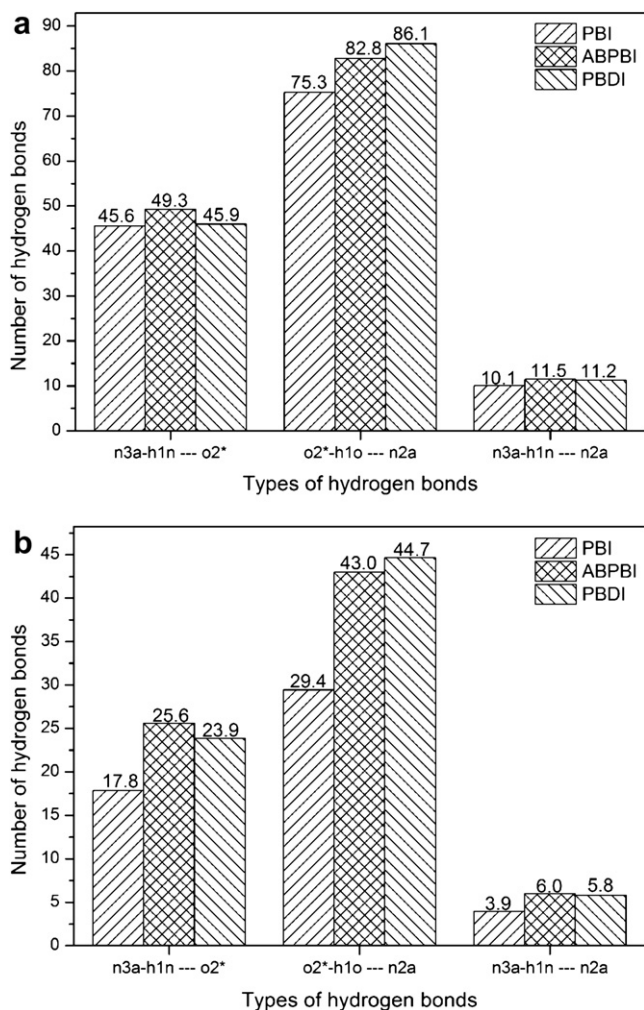 a
90
80
70
60
50
40
30
20
10
0
Number of hydrogen bonds
45.6
49.3
45.9
75.3
82.8
86.1
10.1
11.5
11.2
PBI
ABPBI
PBDI
n3a-h1n --- o2*
o2*-h1o --- n2a
n3a-h1n --- n2a
Types of hydrogen bonds
b
45
40
35
30
25
20
15
10
5
0
Number of hydrogen bonds
17.8
25.6
23.9
29.4
43.0
44.7
3.9
6.0
5.8
PBI
ABPBI
PBDI
n3a-h1n --- o2*
o2*-h1o --- n2a
n3a-h1n --- n2a
Types of hydrogen bonds